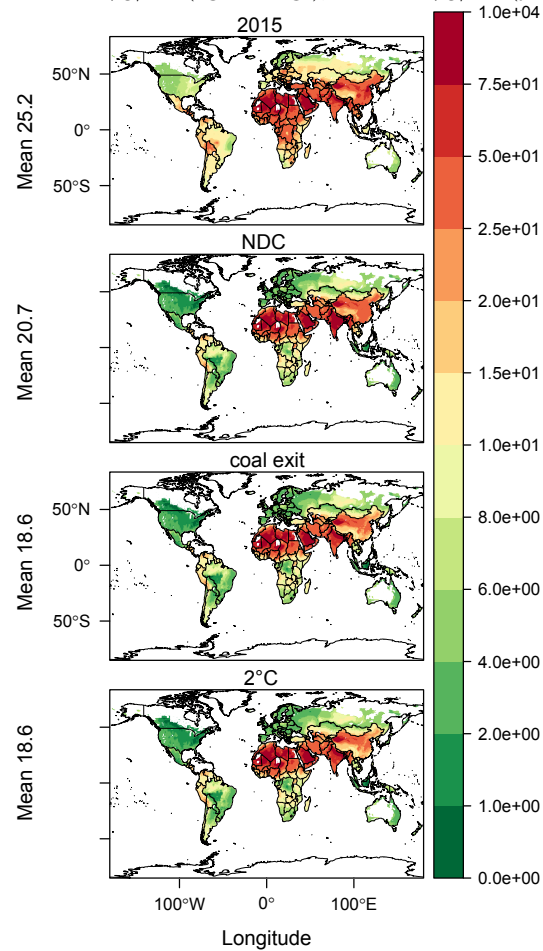 2015
50°N
0°
50°S
Mean 25.2
NDC
Mean 20.7
coal exit
50°N
0°
50°S
Mean 18.6
2°C
Mean 18.6
100°W
0°
100°E
Longitude
1.0e+04
7.5e+01
5.0e+01
2.5e+01
2.0e+01
1.5e+01
1.0e+01
8.0e+00
6.0e+00
4.0e+00
2.0e+00
1.0e+00
0.0e+00